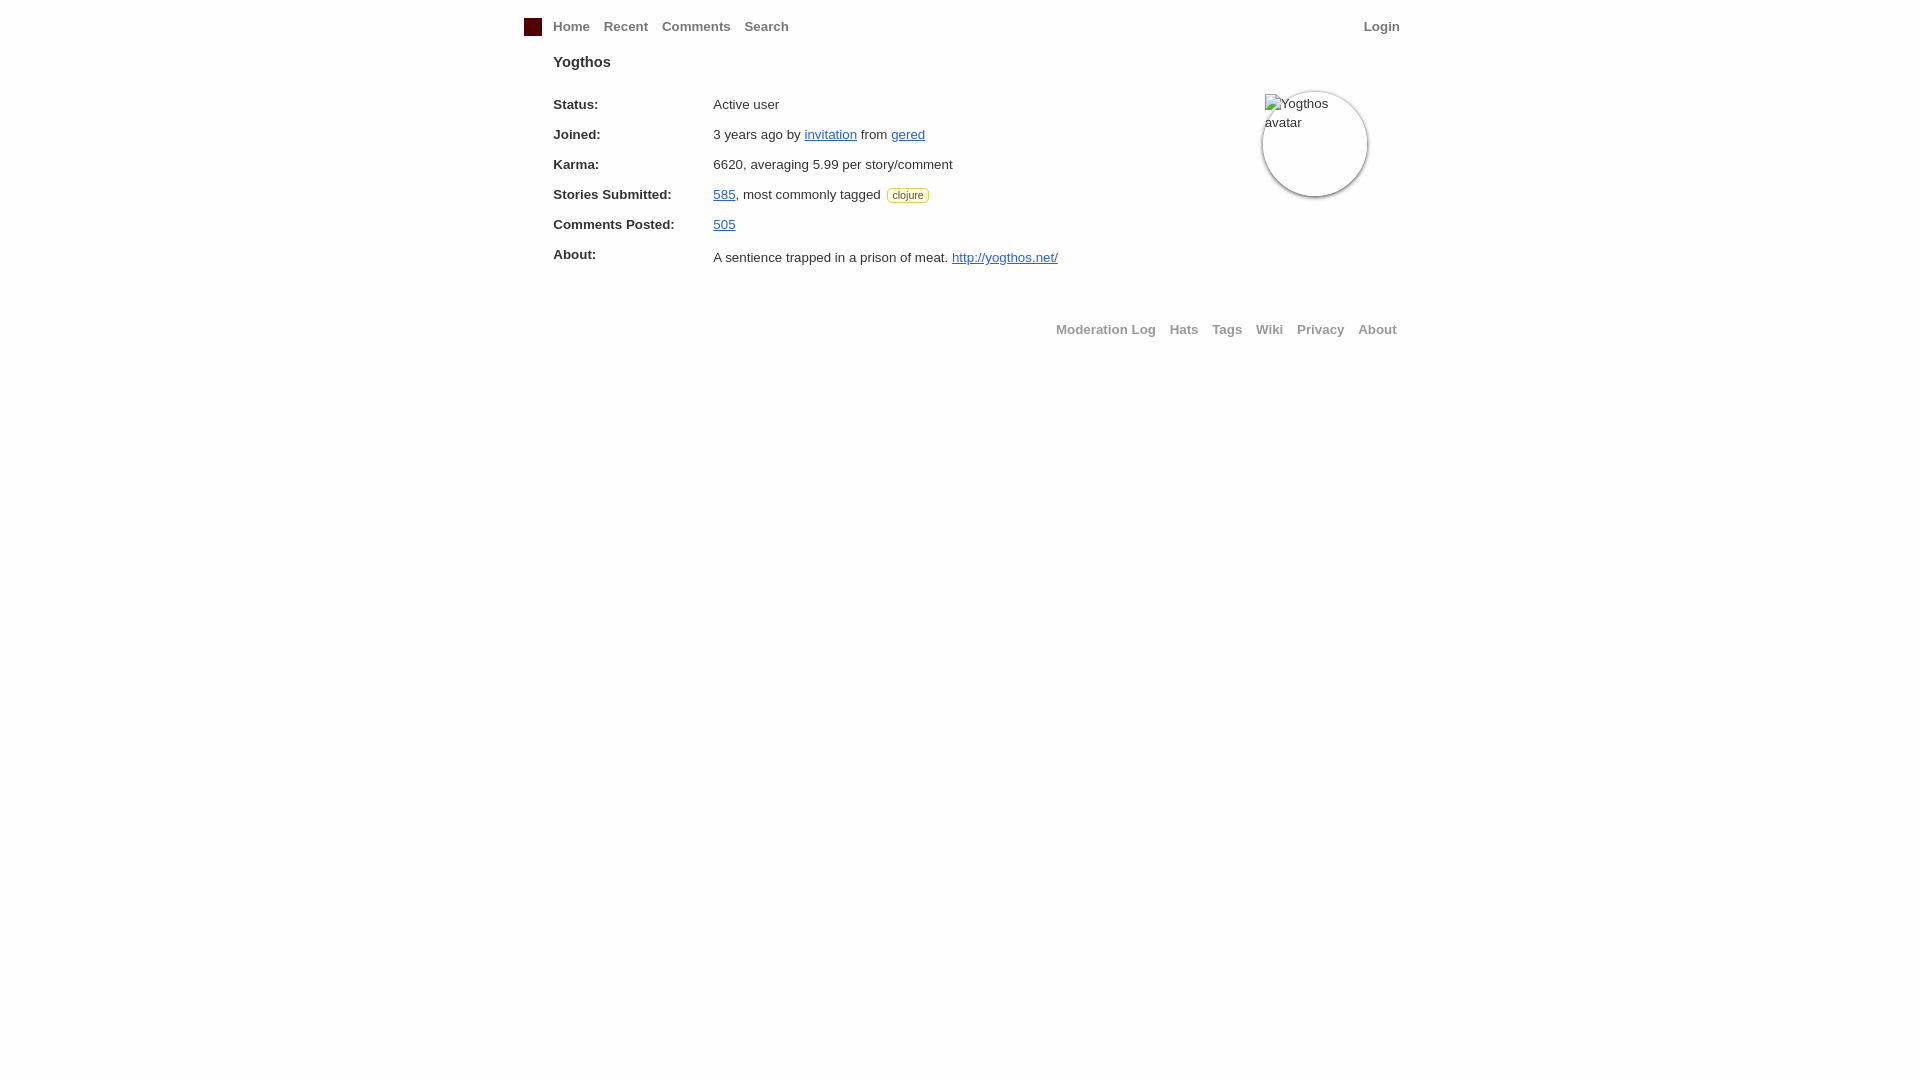 Home Recent Comments Search Login
Yogthos
Status: Active user
Joined: 3 years ago by invitation from gered
Karma: 6620, averaging 5.99 per story/comment
Stories Submitted: 585, most commonly tagged clojure
Comments Posted: 505
About: A sentience trapped in a prison of meat. http://yogthos.net/
Yogthos
avatar
Moderation Log Hats Tags Wiki Privacy About